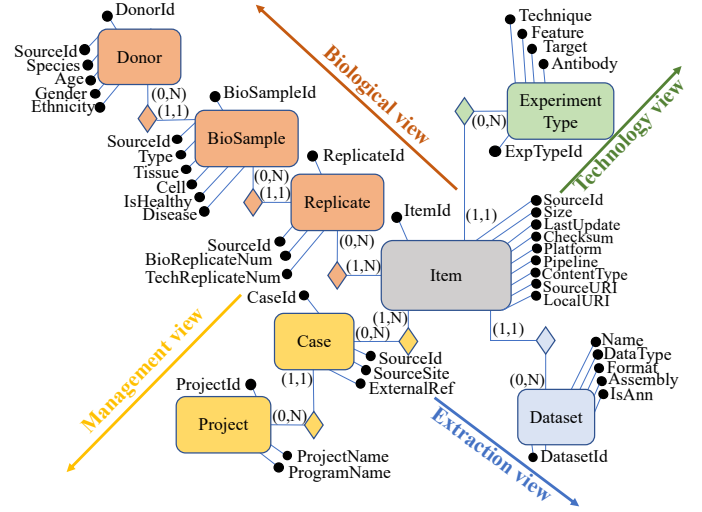 DonorId
Donor
SourceId
Species
Age
Gender
Ethnicity
(0,N)
(1,1)
BioSampleId
BioSample
SourceId
Type
Tissue
Cell
IsHealthy
Disease
(0,N)
(1,1)
ReplicateId
Replicate
SourceId
BioReplicateNum
TechReplicateNum
(0,N)
(1,N)
Biological view
Technique
Feature
Target
Antibody
Experiment
Type
(0,N)
ExpTypeId
Technology view
(1,1)
ItemId
Item
SourceId
Size
LastUpdate
Checksum
Platform
Pipeline
ContentType
SourceURI
LocalURI
Management view
CaseId
(1,N)
(0,N)
Case
SourceId
SourceSite
ExternalRef
(1,1)
ProjectId
Project
(0,N)
ProjectName
ProgramName
Extraction view
(1,1)
(0,N)
Name
DataType
Format
Assembly
IsAnn
Dataset
DatasetId